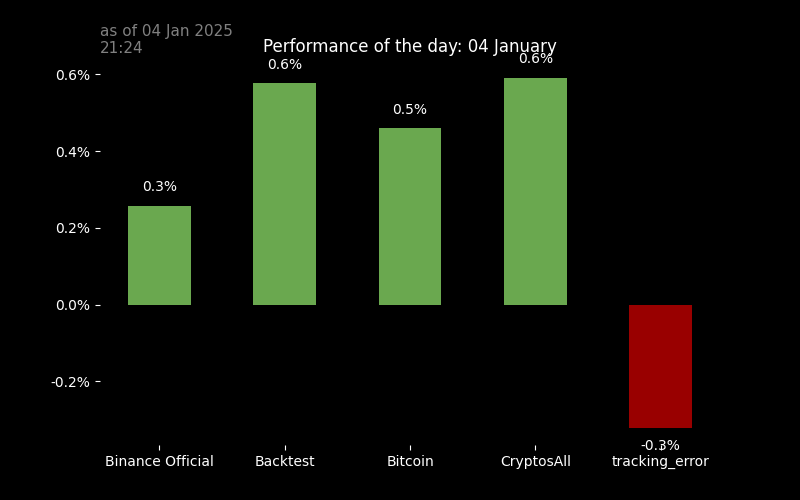 as of 04 Jan 2025
21:24
Performance of the day: 04 January
0.6%
0.4%
0.2%
0.0%
-0.2%
0.3%
0.6%
0.5%
0.6%
-0.3%
Binance Official
Backtest
Bitcoin
CryptosAll
tracking_error